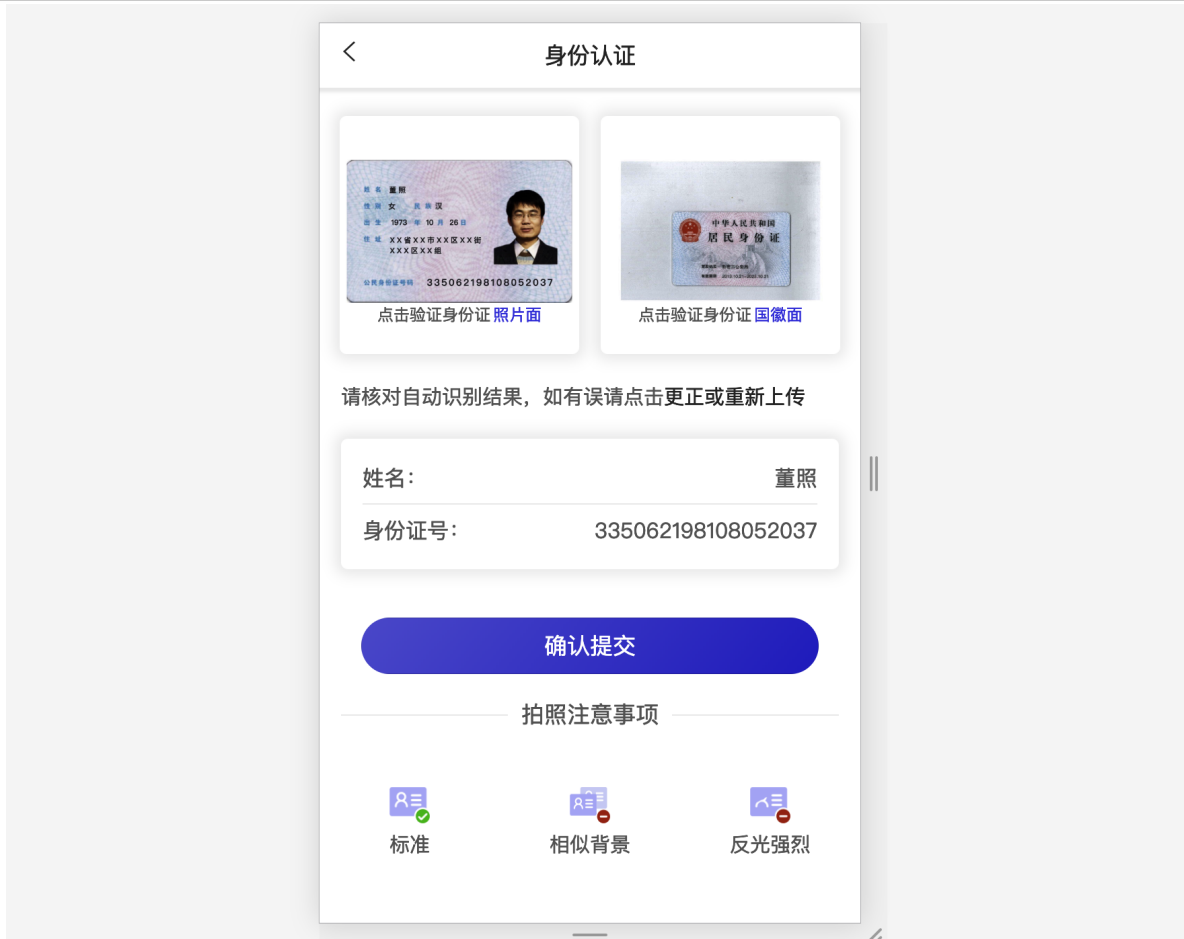 身份认证
姓名 董照
性别 女 民族 汉
出生 1973 年 10 月 26 日
住址 XX省XX市XX区XX街
XXX区XX组
公民身份证号码 335062198108052037
中华人民共和国
居民身份证
点击验证身份证 照片面
点击验证身份证 国徽面
请核对自动识别结果，如有误请点击更正或重新上传
姓名： 董照
身份证号： 335062198108052037
确认提交
拍照注意事项
标准 相似背景 反光强烈